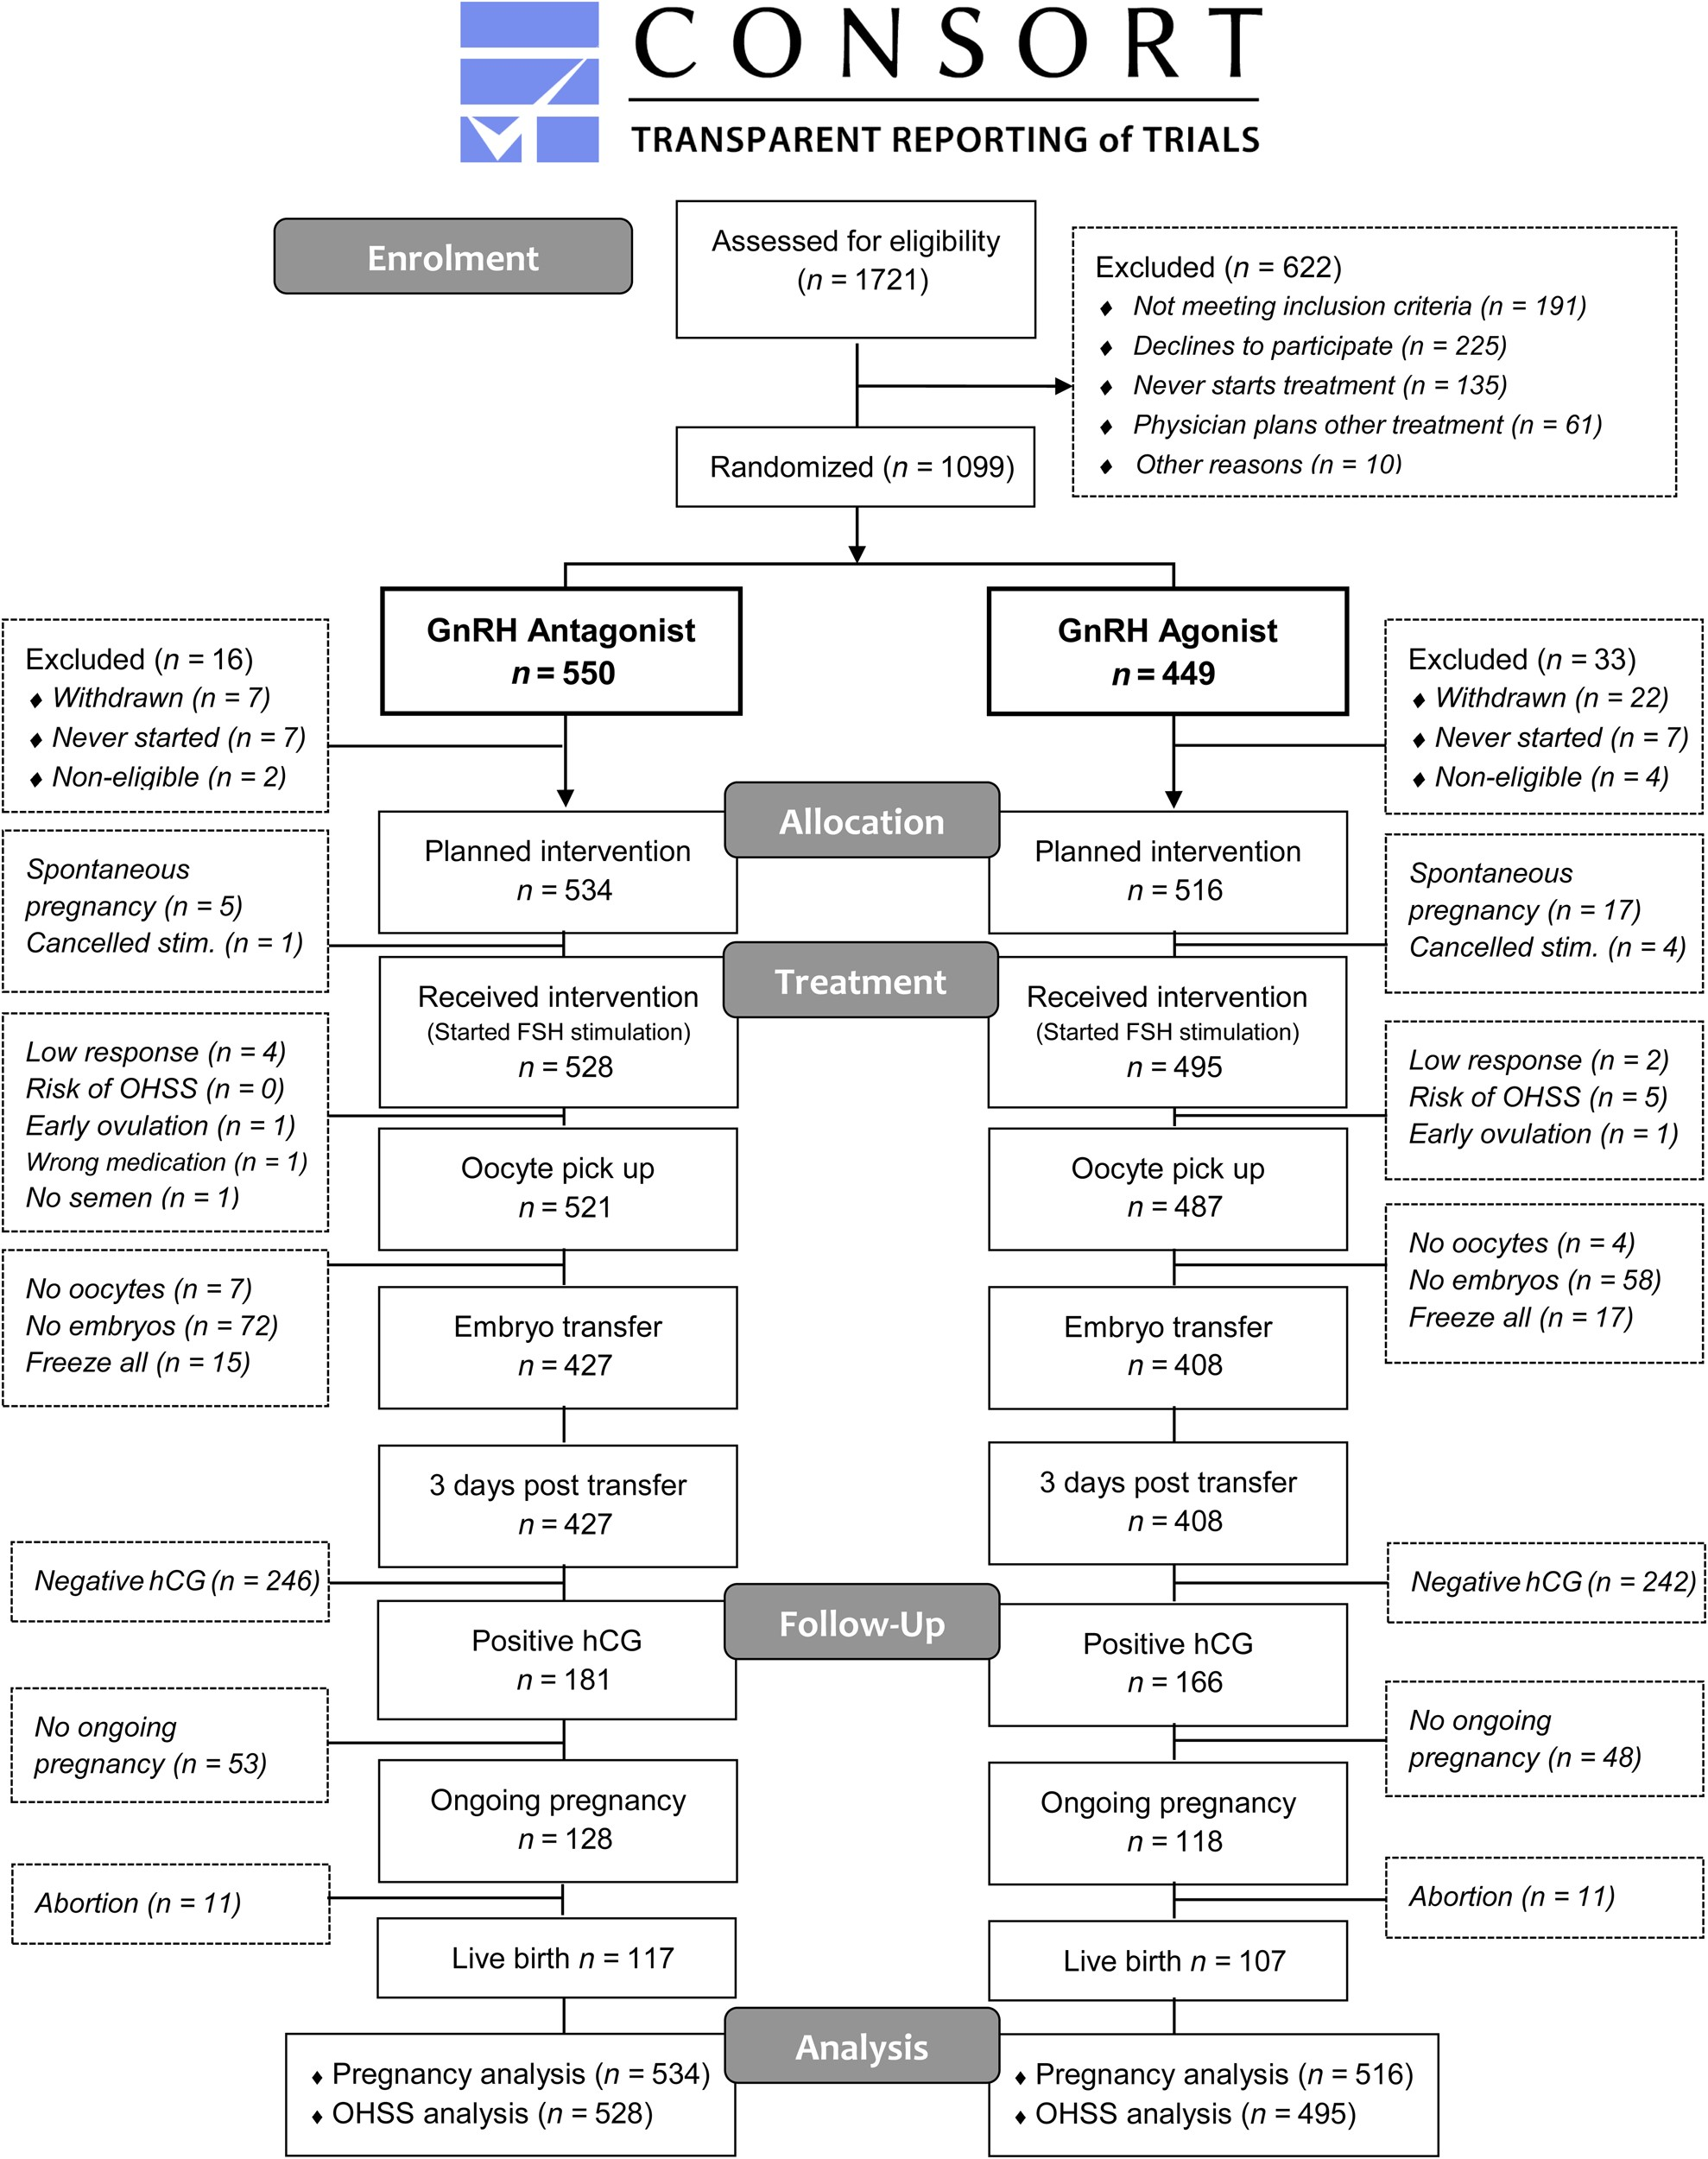 CONSORT
TRANSPARENT REPORTING of TRIALS
Enrolment
Assessed for eligibility
(n = 1721)
Excluded (n = 622)
♦ Not meeting inclusion criteria (n = 191)
♦ Declines to participate (n = 225)
♦ Never starts treatment (n = 135)
♦ Physician plans other treatment (n = 61)
♦ Other reasons (n = 10)
Randomized (n = 1099)
GnRH Antagonist
n = 550
GnRH Agonist
n = 449
Excluded (n = 16)
♦ Withdrawn (n = 7)
♦ Never started (n = 7)
♦ Non-eligible (n = 2)
Excluded (n = 33)
♦ Withdrawn (n = 22)
♦ Never started (n = 7)
♦ Non-eligible (n = 4)
Allocation
Planned intervention
n = 534
Planned intervention
n = 516
Spontaneous
pregnancy (n = 5)
Cancelled stim. (n = 1)
Spontaneous
pregnancy (n = 17)
Cancelled stim. (n = 4)
Treatment
Received intervention
(Started FSH stimulation)
n = 528
Received intervention
(Started FSH stimulation)
n = 495
Low response (n = 4)
Risk of OHSS (n = 0)
Early ovulation (n = 1)
Wrong medication (n = 1)
No semen (n = 1)
Low response (n = 2)
Risk of OHSS (n = 5)
Early ovulation (n = 1)
Oocyte pick up
n = 521
Oocyte pick up
n = 487
No oocytes (n = 7)
No embryos (n = 72)
Freeze all (n = 15)
No oocytes (n = 4)
No embryos (n = 58)
Freeze all (n = 17)
Embryo transfer
n = 427
Embryo transfer
n = 408
3 days post transfer
n = 427
3 days post transfer
n = 408
Negative hCG (n = 246)
Negative hCG (n = 242)
Follow-Up
Positive hCG
n = 181
Positive hCG
n = 166
No ongoing
pregnancy (n = 53)
No ongoing
pregnancy (n = 48)
Ongoing pregnancy
n = 128
Ongoing pregnancy
n = 118
Abortion (n = 11)
Abortion (n = 11)
Live birth n = 117
Live birth n = 107
Analysis
♦ Pregnancy analysis (n = 534)
♦ OHSS analysis (n = 528)
♦ Pregnancy analysis (n = 516)
♦ OHSS analysis (n = 495)